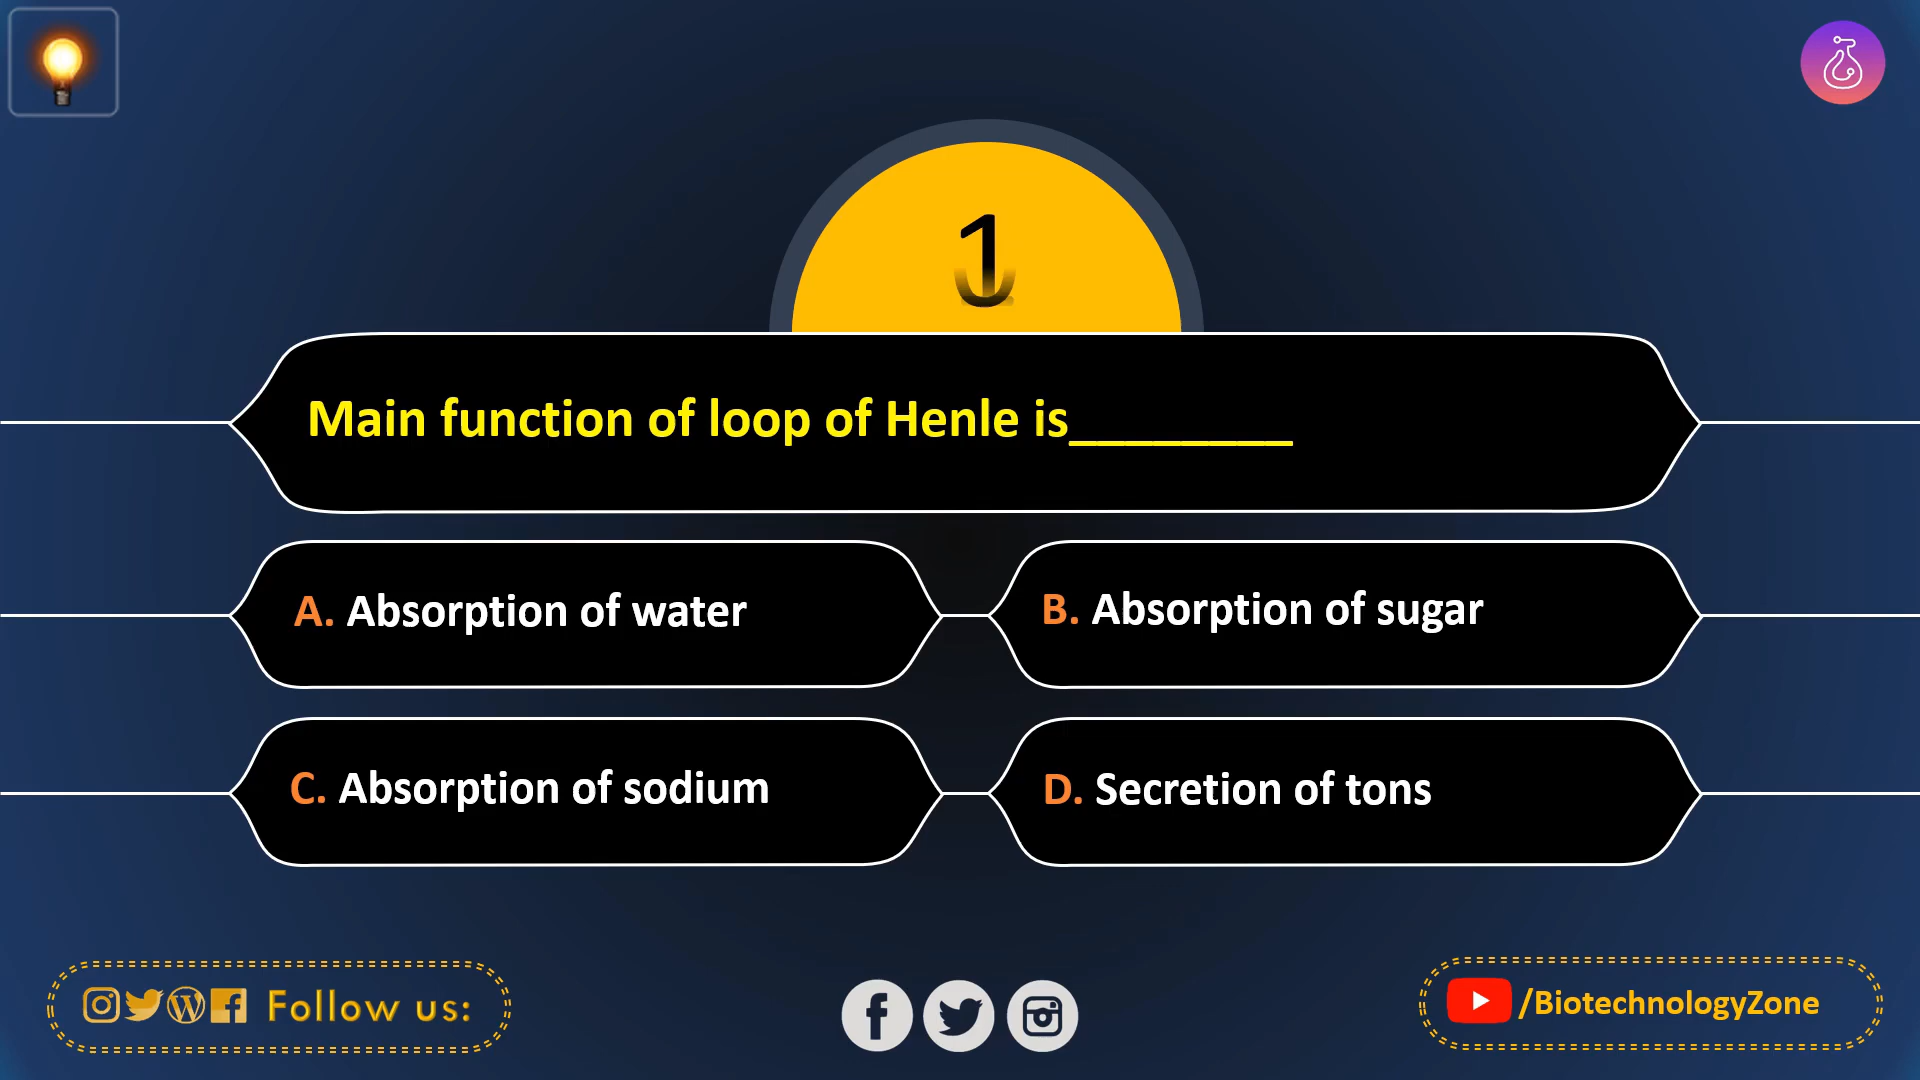 1
Main function of loop of Henle is________
A. Absorption of water
B. Absorption of sugar
C. Absorption of sodium
D. Secretion of tons
Follow us:
/BiotechnologyZone